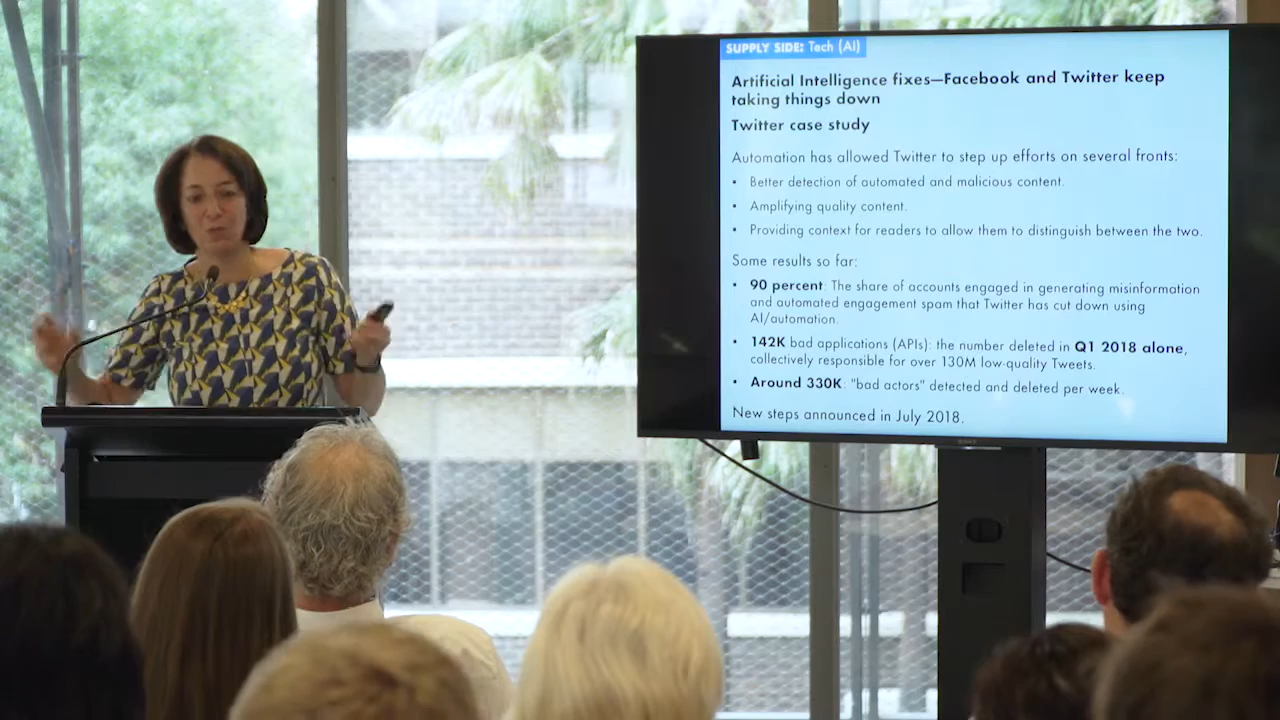 SUPPLY SIDE: Tech (AI)
Artificial Intelligence fixes—Facebook and Twitter keep
taking things down
Twitter case study
Automation has allowed Twitter to step up efforts on several fronts:
• Better detection of automated and malicious content.
• Amplifying quality content.
• Providing context for readers to allow them to distinguish between the two.
Some results so far:
• 90 percent: The share of accounts engaged in generating misinformation
and automated engagement spam that Twitter has cut down using
AI/automation.
• 142K bad applications (APIs): the number deleted in Q1 2018 alone,
collectively responsible for over 130M low-quality Tweets.
• Around 330K: "bad actors" detected and deleted per week.
New steps announced in July 2018.
SONY